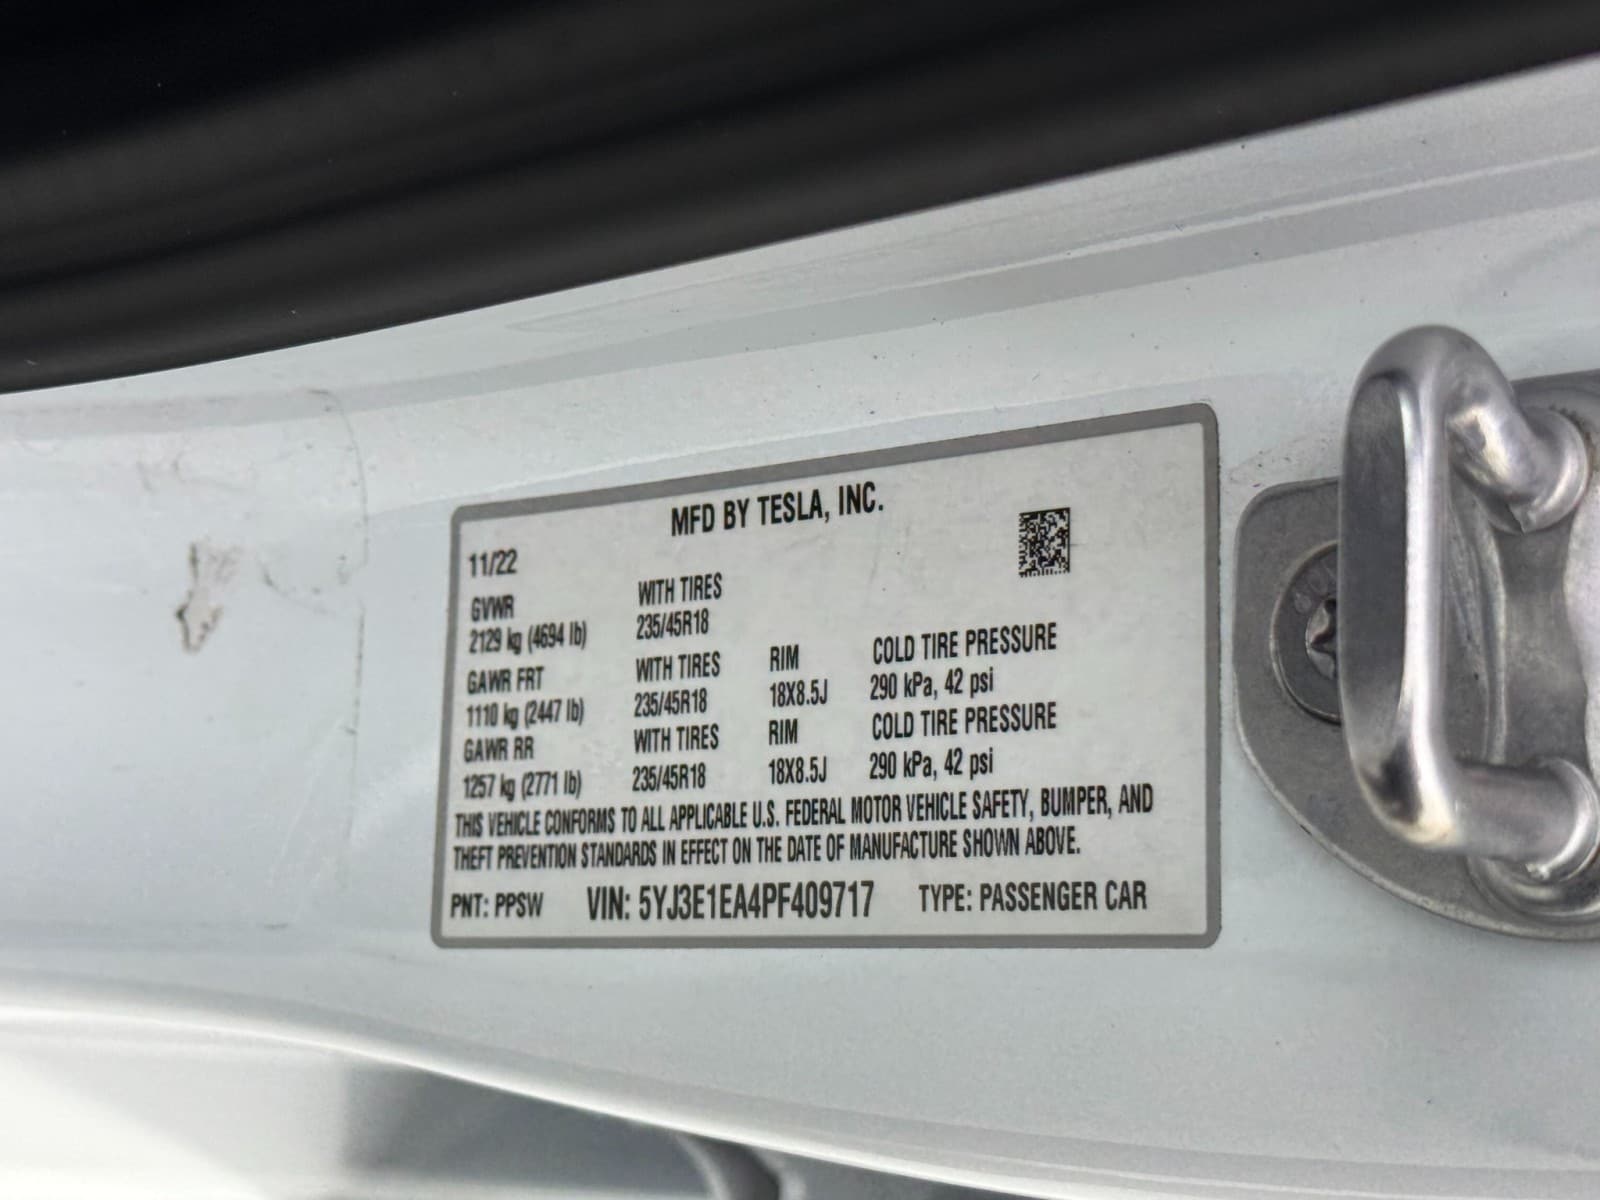 MFD BY TESLA, INC.
11/22
GVWR WITH TIRES
2129 kg (4694 lb) 235/45R18
GAWR FRT WITH TIRES RIM COLD TIRE PRESSURE
1110 kg (2447 lb) 235/45R18 18X8.5J 290 kPa, 42 psi
GAWR RR WITH TIRES RIM COLD TIRE PRESSURE
1257 kg (2771 lb) 235/45R18 18X8.5J 290 kPa, 42 psi
THIS VEHICLE CONFORMS TO ALL APPLICABLE U.S. FEDERAL MOTOR VEHICLE SAFETY, BUMPER, AND
THEFT PREVENTION STANDARDS IN EFFECT ON THE DATE OF MANUFACTURE SHOWN ABOVE.
PNT: PPSW VIN: 5YJ3E1EA4PF409717 TYPE: PASSENGER CAR